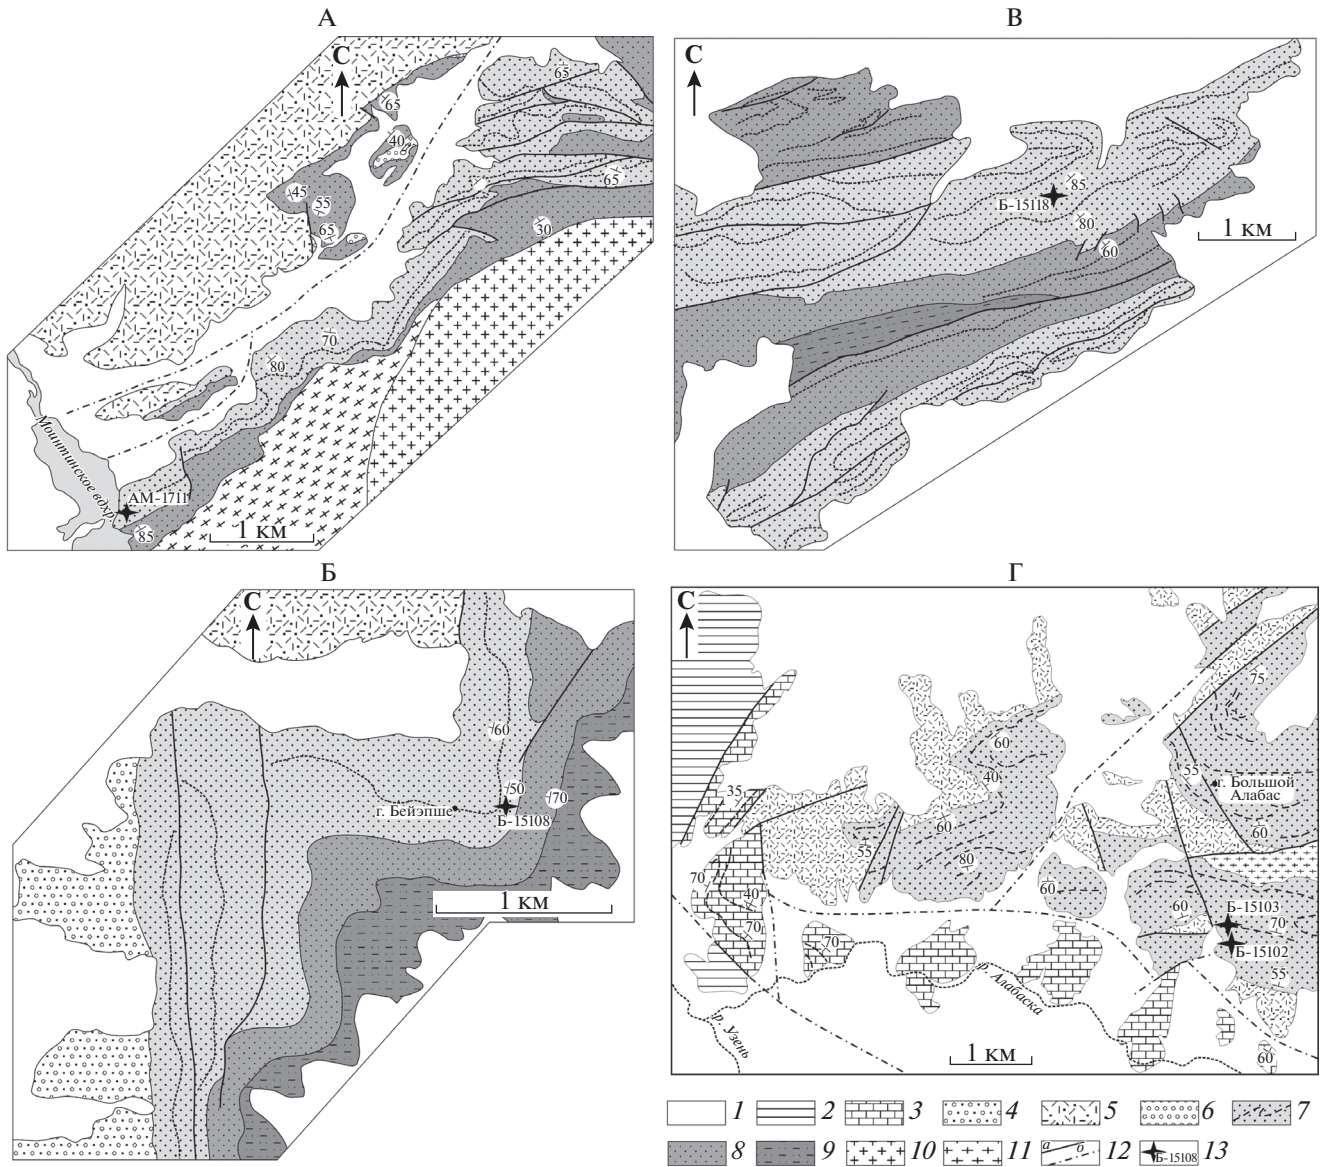 А
С
65
65
40
45
55
65
65
30
70
80
Моинтинское вдхр.
АМ-1711
85
1 км
В
С
85
Б-15118
80
60
1 км
Б
С
60
50
70
г. Бейэпше
Б-15108
1 км
Г
С
75
60
40
55
г. Большой
Алабас
35
60
60
55
80
70
60
40
60
Б-15103
70
70
70
Б-15102
55
р. Алабаска
р. Узень
60
1 км
1 2 3 4 5 6 7
8 9 10 11 а б 12 Б-15108 13